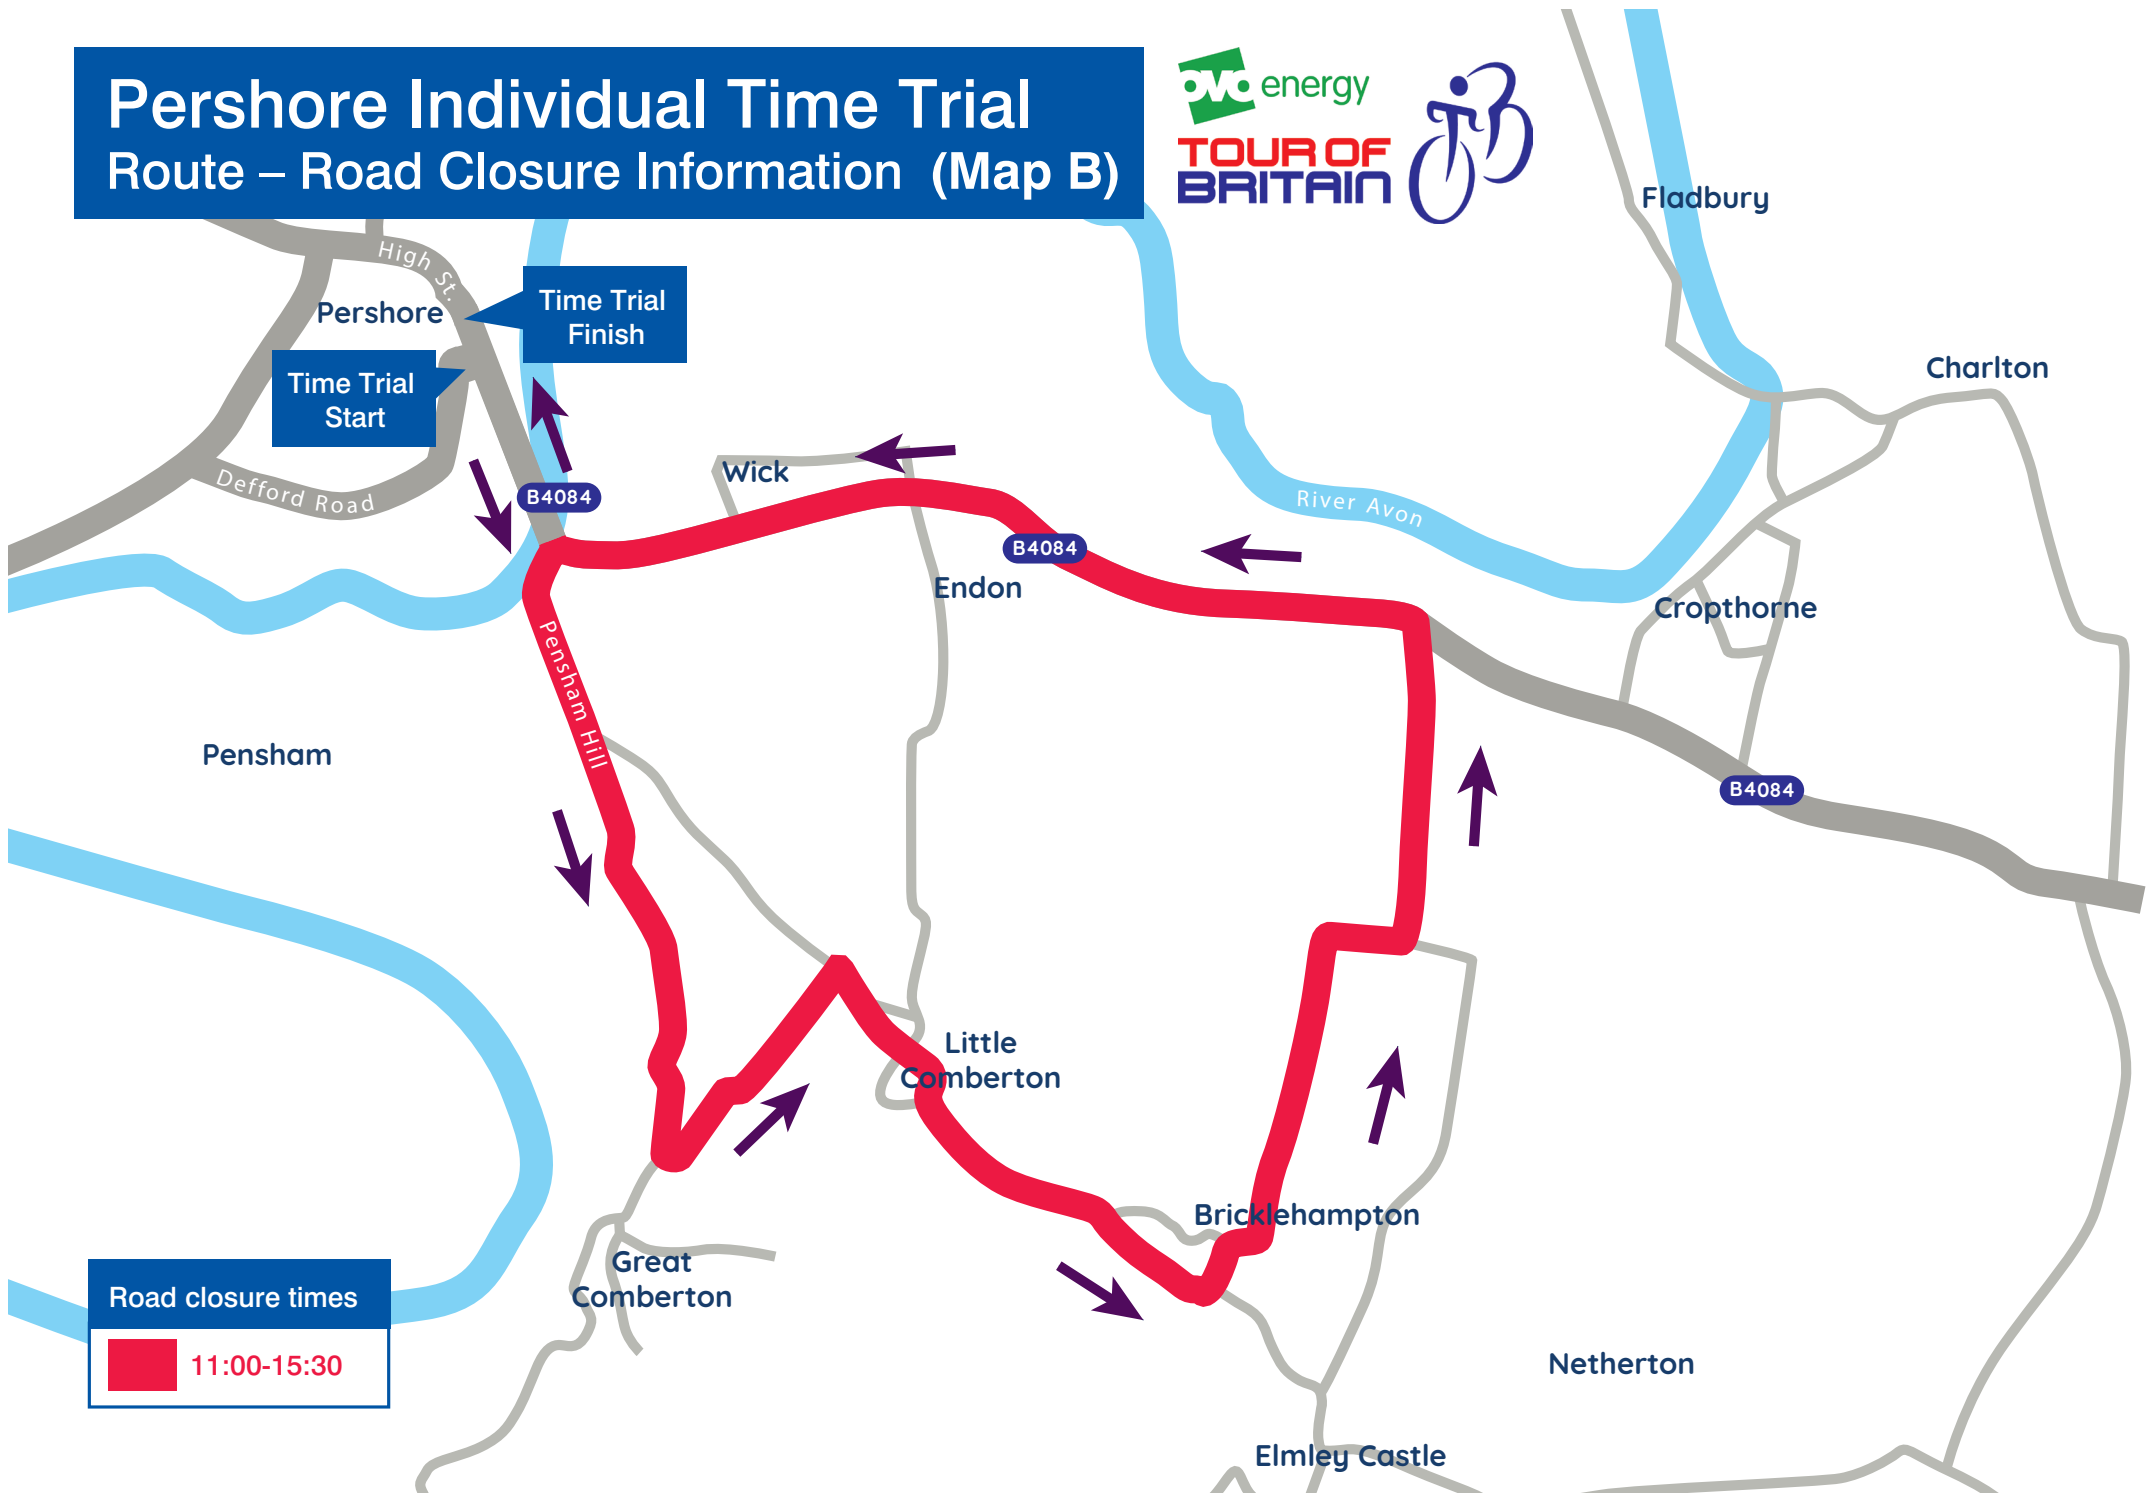 Pershore Individual Time Trial
Route – Road Closure Information (Map B)
ovo energy
TOUR OF
BRITAIN
Fladbury
High St.
Time Trial
Finish
Pershore
Time Trial
Start
Charlton
Defford Road
Wick
B4084
River Avon
B4084
Endon
Cropthorne
Pensham Hill
Pensham
B4084
Little
Comberton
Bricklehampton
Great
Comberton
Road closure times
11:00-15:30
Netherton
Elmley Castle